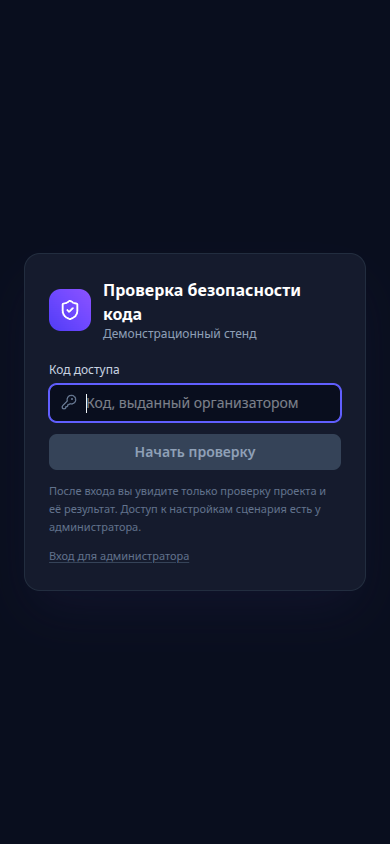 Проверка безопасности
кода
Демонстрационный стенд
Код доступа
Код, выданный организатором
Начать проверку
После входа вы увидите только проверку проекта и
её результат. Доступ к настройкам сценария есть у
администратора.
Вход для администратора